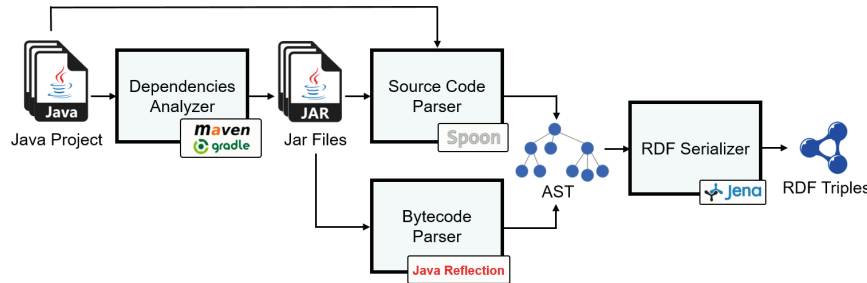 Java
Java Project
Dependencies
Analyzer
maven
gradle
JAR
Jar Files
Source Code
Parser
Spoon
Bytecode
Parser
Java Reflection
AST
RDF Serializer
Jena
RDF Triples